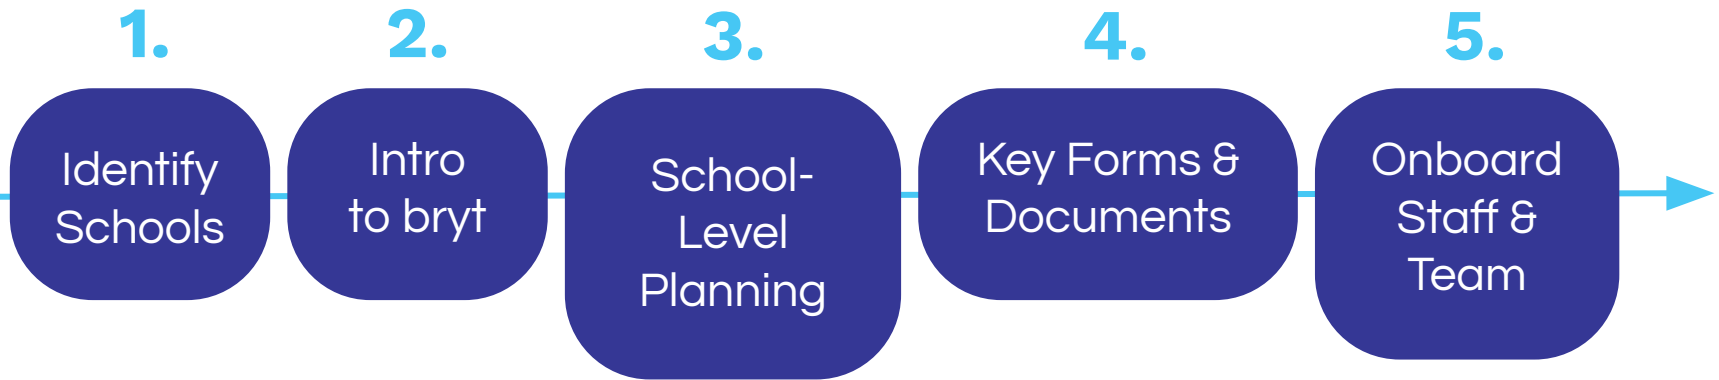 1.
Identify
Schools
2.
Intro
to bryt
3.
School-
Level
Planning
4.
Key Forms &
Documents
5.
Onboard
Staff &
Team